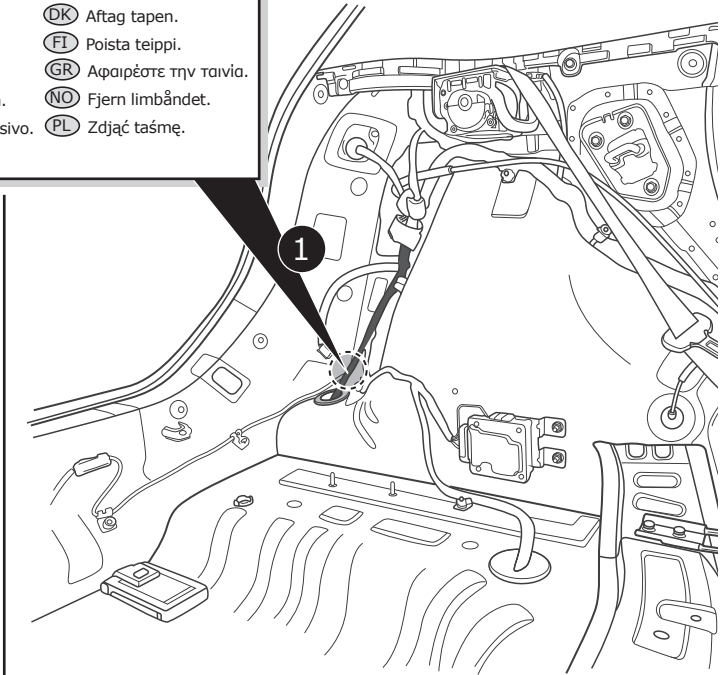 DK Aftag tapen.
FI Poista teippi.
GR Αφαιρέστε την ταινία.
NO Fjern limbåndet.
PL Zdjąć taśmę.
1